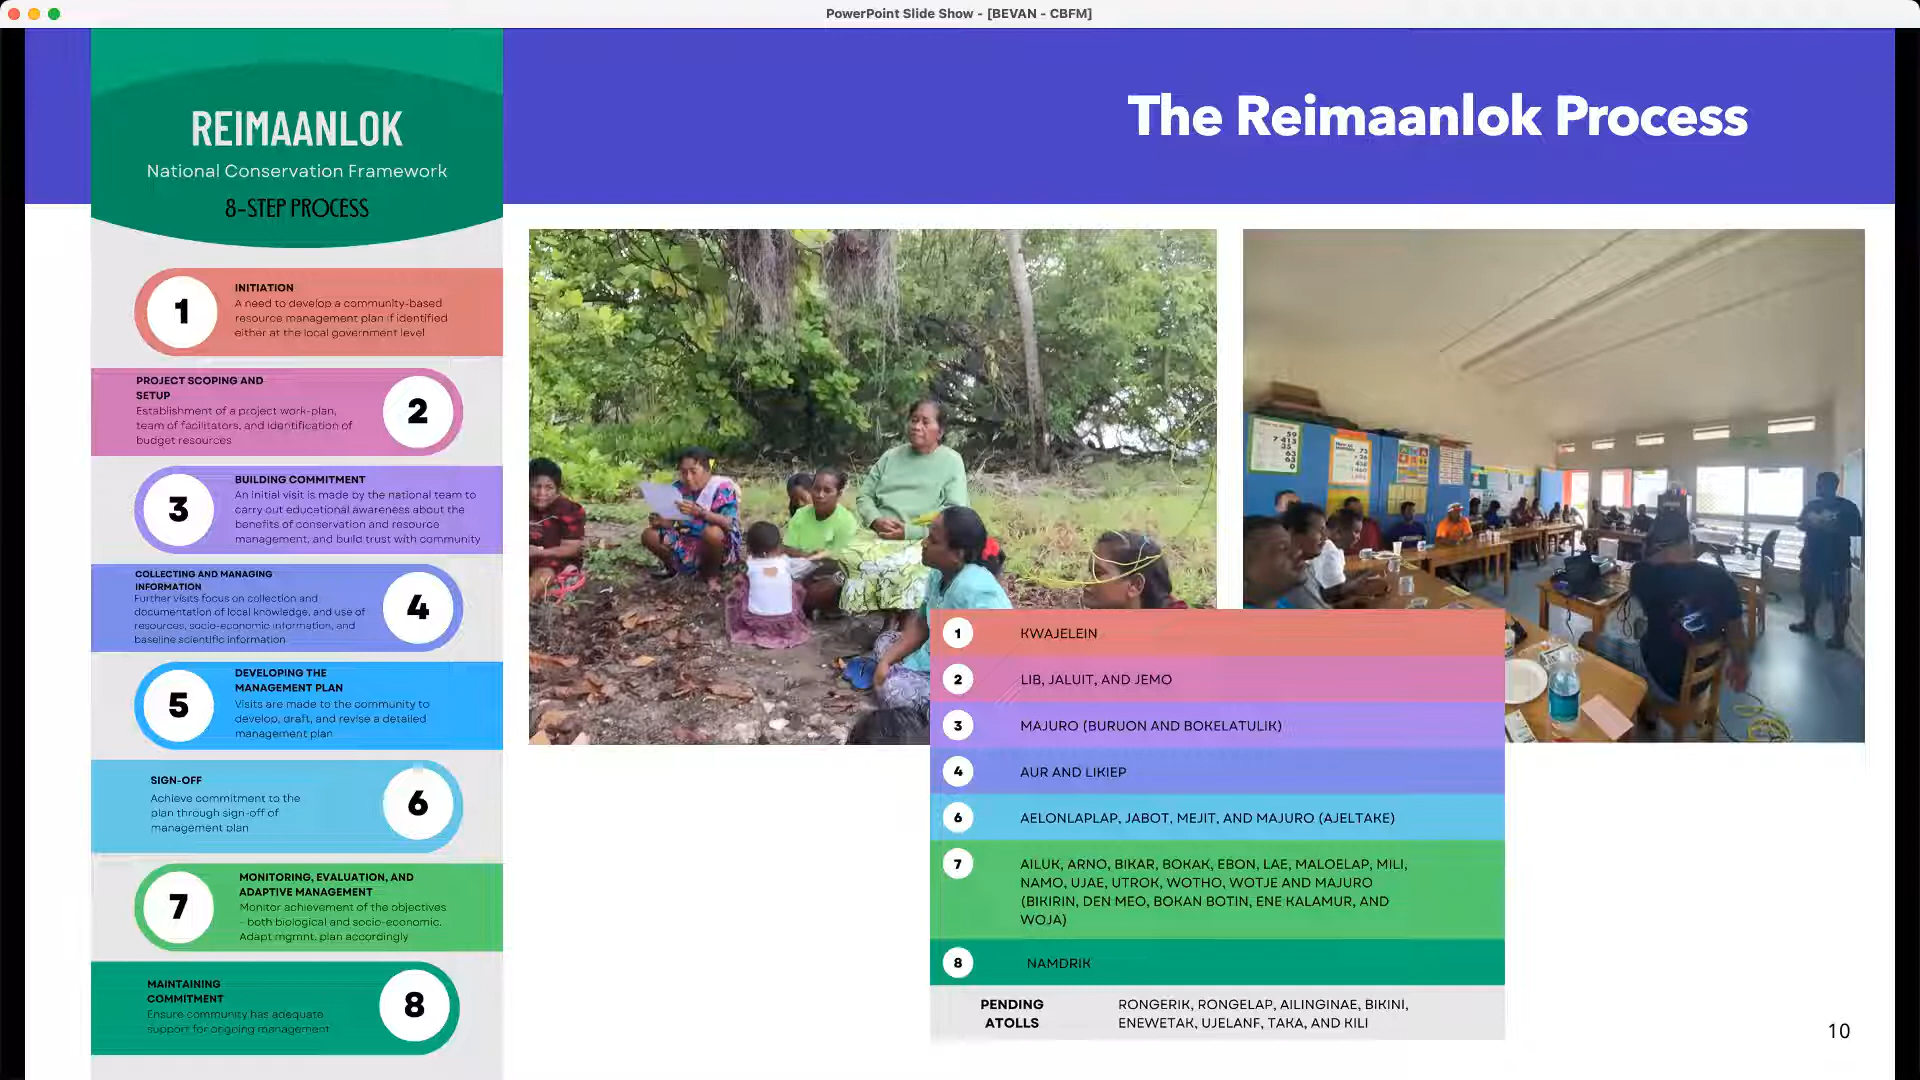 PowerPoint Slide Show - [BEVAN - CBFM]
The Reimaanlok Process
REIMAANLOK
National Conservation Framework
8-STEP PROCESS
1
INITIATION
A need to develop a community-based
resource management plan if identified
either at the local government level
PROJECT SCOPING AND
SETUP
Establishment of a project work-plan,
team of facilitators, and identification of
budget resources
2
3
BUILDING COMMITMENT
An initial visit is made by the national team to
carry out educational awareness about the
benefits of conservation and resource
management, and build trust with community
COLLECTING AND MANAGING
INFORMATION
Further visits focus on collection and
documentation of local knowledge, and use of
resources, socio-economic information, and
baseline scientific information
4
5
DEVELOPING THE
MANAGEMENT PLAN
Visits are made to the community to
develop, draft, and revise a detailed
management plan
SIGN-OFF
Achieve commitment to the
plan through sign-off of
management plan
6
7
MONITORING, EVALUATION, AND
ADAPTIVE MANAGEMENT
Monitor achievement of the objectives
- both biological and socio-economic.
Adapt mgmnt. plan accordingly
MAINTAINING
COMMITMENT
Ensure community has adequate
support for ongoing management
8
1 KWAJELEIN
2 LIB, JALUIT, AND JEMO
3 MAJURO (BURUON AND BOKELATULIK)
4 AUR AND LIKIEP
6 AELONLAPLAP, JABOT, MEJIT, AND MAJURO (AJELTAKE)
7 AILUK, ARNO, BIKAR, BOKAK, EBON, LAE, MALOELAP, MILI,
NAMO, UJAE, UTROK, WOTHO, WOTJE AND MAJURO
(BIKIRIN, DEN MEO, BOKAN BOTIN, ENE KALAMUR, AND
WOJA)
8 NAMDRIK
PENDING
ATOLLS
RONGERIK, RONGELAP, AILINGINAE, BIKINI,
ENEWETAK, UJELANF, TAKA, AND KILI
10